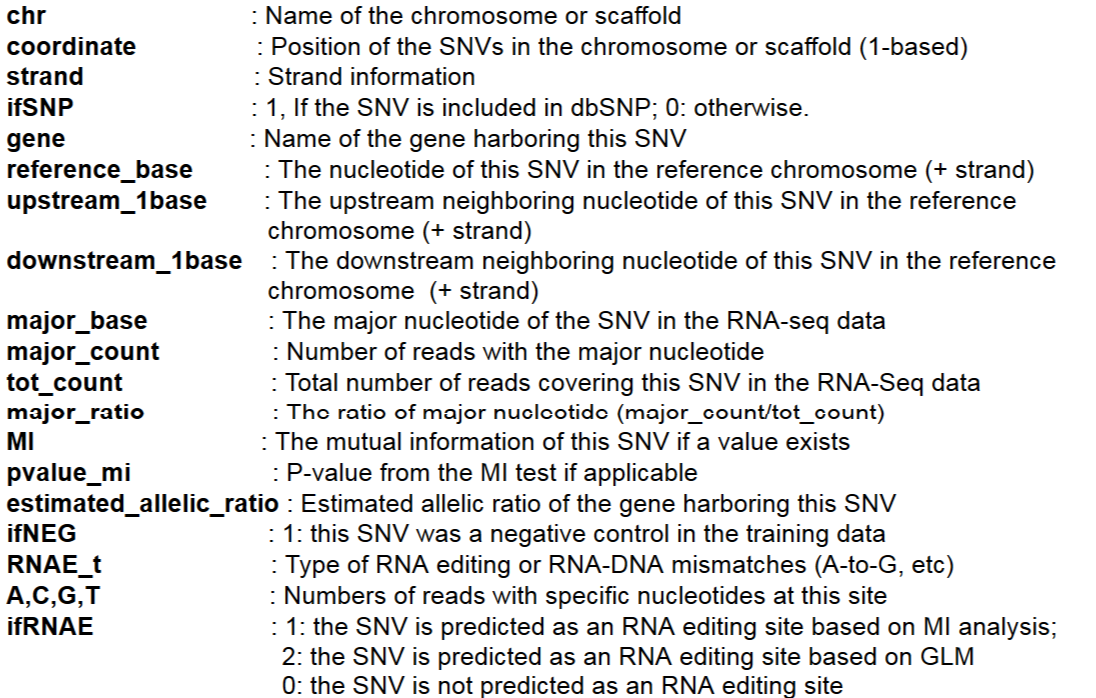 chr : Name of the chromosome or scaffold
coordinate : Position of the SNVs in the chromosome or scaffold (1-based)
strand : Strand information
ifSNP : 1, If the SNV is included in dbSNP; 0: otherwise.
gene : Name of the gene harboring this SNV
reference_base : The nucleotide of this SNV in the reference chromosome (+ strand)
upstream_1base : The upstream neighboring nucleotide of this SNV in the reference
chromosome (+ strand)
downstream_1base : The downstream neighboring nucleotide of this SNV in the reference
chromosome (+ strand)
major_base : The major nucleotide of the SNV in the RNA-seq data
major_count : Number of reads with the major nucleotide
tot_count : Total number of reads covering this SNV in the RNA-Seq data
major_ratio : The ratio of major nucleotide (major_count/tot_count)
MI : The mutual information of this SNV if a value exists
pvalue_mi : P-value from the MI test if applicable
estimated_allelic_ratio : Estimated allelic ratio of the gene harboring this SNV
ifNEG : 1: this SNV was a negative control in the training data
RNAE_t : Type of RNA editing or RNA-DNA mismatches (A-to-G, etc)
A,C,G,T : Numbers of reads with specific nucleotides at this site
ifRNAE : 1: the SNV is predicted as an RNA editing site based on MI analysis;
2: the SNV is predicted as an RNA editing site based on GLM
0: the SNV is not predicted as an RNA editing site